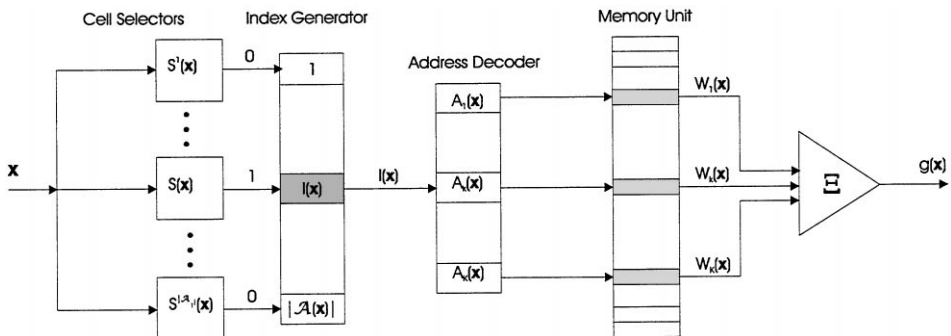 Cell Selectors
Index Generator
Address Decoder
Memory Unit
x
S¹(x)
0
1
S(x)
1
I(x)
I(x)
0
|𝒜(x)|
A₁(x)
Aₖ(x)
A_K(x)
W₁(x)
Wₖ(x)
W_K(x)
Ξ
g(x)